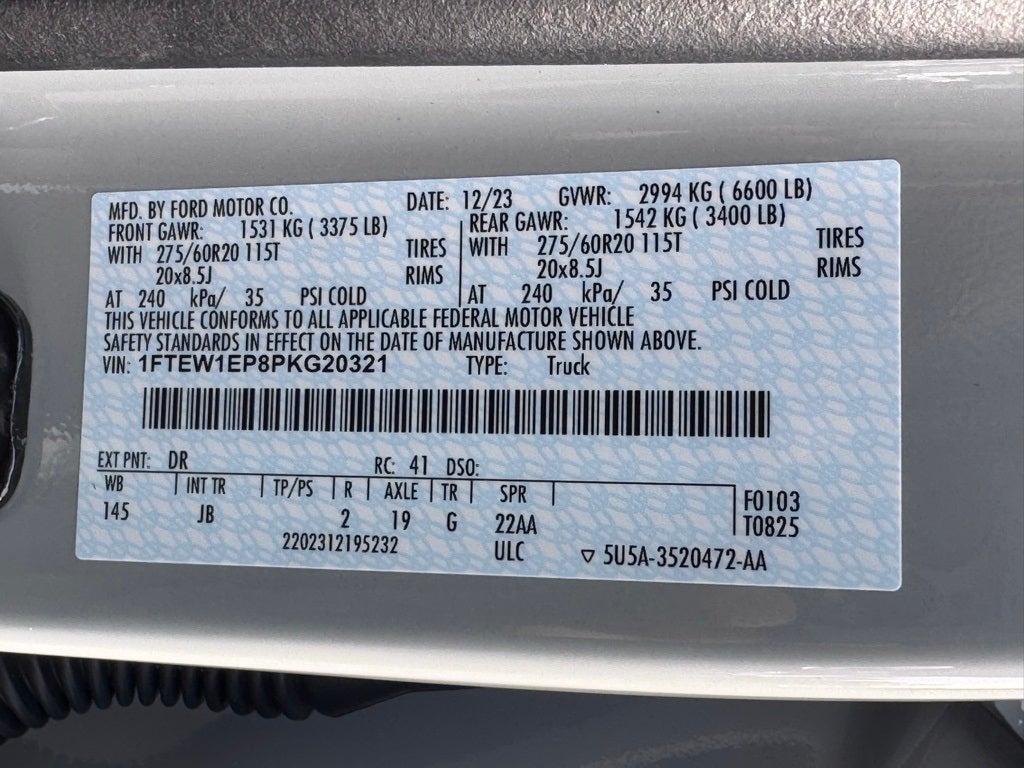 MFD. BY FORD MOTOR CO. DATE: 12/23 GVWR: 2994 KG ( 6600 LB)
FRONT GAWR: 1531 KG ( 3375 LB) REAR GAWR: 1542 KG ( 3400 LB)
WITH 275/60R20 115T TIRES WITH 275/60R20 115T TIRES
20x8.5J RIMS 20x8.5J RIMS
AT 240 kPa/ 35 PSI COLD AT 240 kPa/ 35 PSI COLD
THIS VEHICLE CONFORMS TO ALL APPLICABLE FEDERAL MOTOR VEHICLE
SAFETY STANDARDS IN EFFECT ON THE DATE OF MANUFACTURE SHOWN ABOVE.
VIN: 1FTEW1EP8PKG20321 TYPE: Truck
EXT PNT: DR RC: 41 DSO:
WB INT TR TP/PS R AXLE TR SPR F0103
145 JB 2 19 G 22AA T0825
2202312195232 ULC ▽ 5U5A-3520472-AA